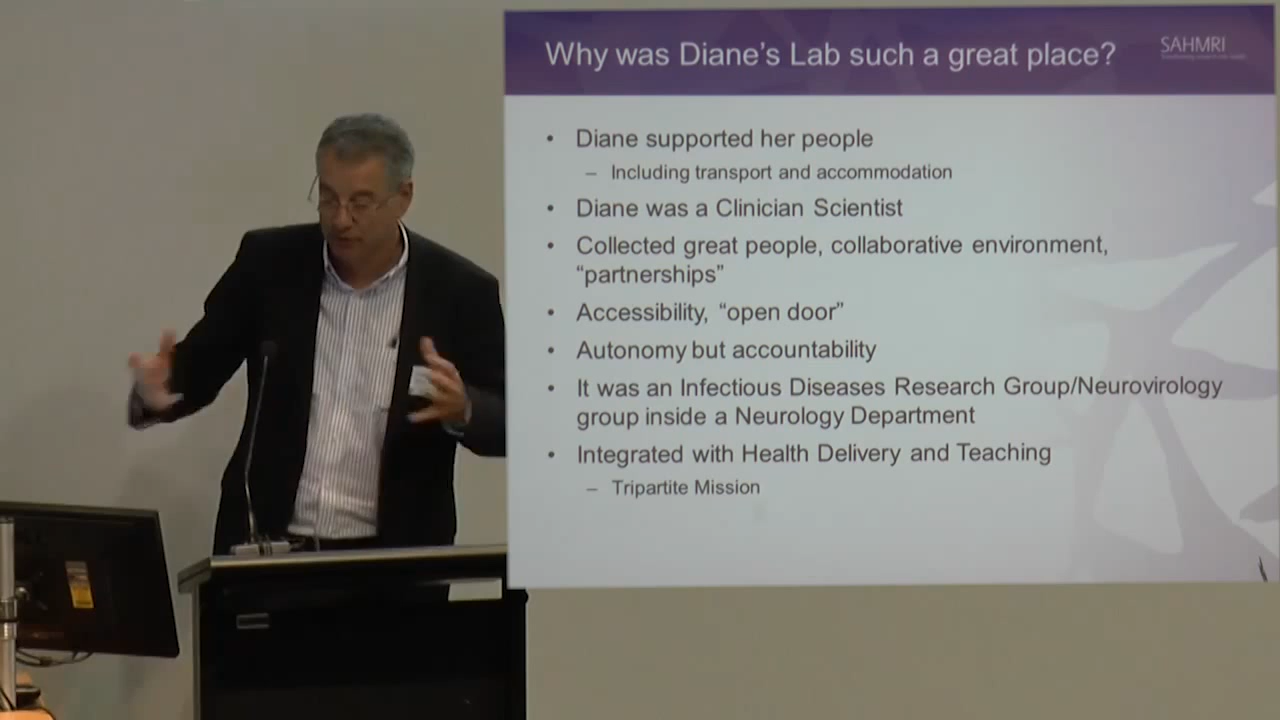 Why was Diane's Lab such a great place?
SAHMRI
• Diane supported her people
– Including transport and accommodation
• Diane was a Clinician Scientist
• Collected great people, collaborative environment,
“partnerships”
• Accessibility, “open door”
• Autonomy but accountability
• It was an Infectious Diseases Research Group/Neurovirology
group inside a Neurology Department
• Integrated with Health Delivery and Teaching
– Tripartite Mission